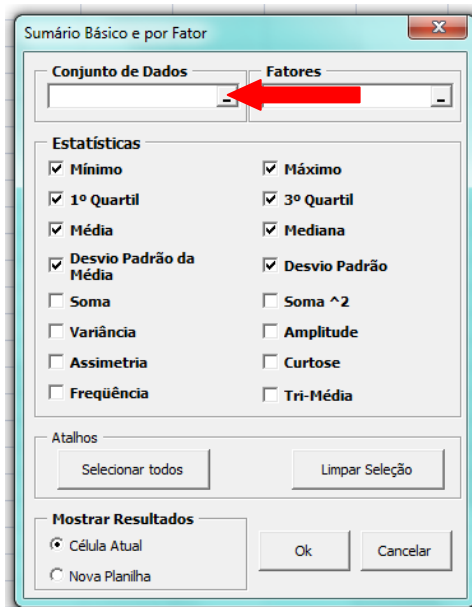 Sumário Básico e por Fator
Conjunto de Dados Fatores
Estatísticas
Mínimo Máximo
1º Quartil 3º Quartil
Média Mediana
Desvio Padrão da
Média Desvio Padrão
Soma Soma ^2
Variância Amplitude
Assimetria Curtose
Freqüência Tri-Média
Atalhos
Selecionar todos Limpar Seleção
Mostrar Resultados
Célula Atual Ok Cancelar
Nova Planilha